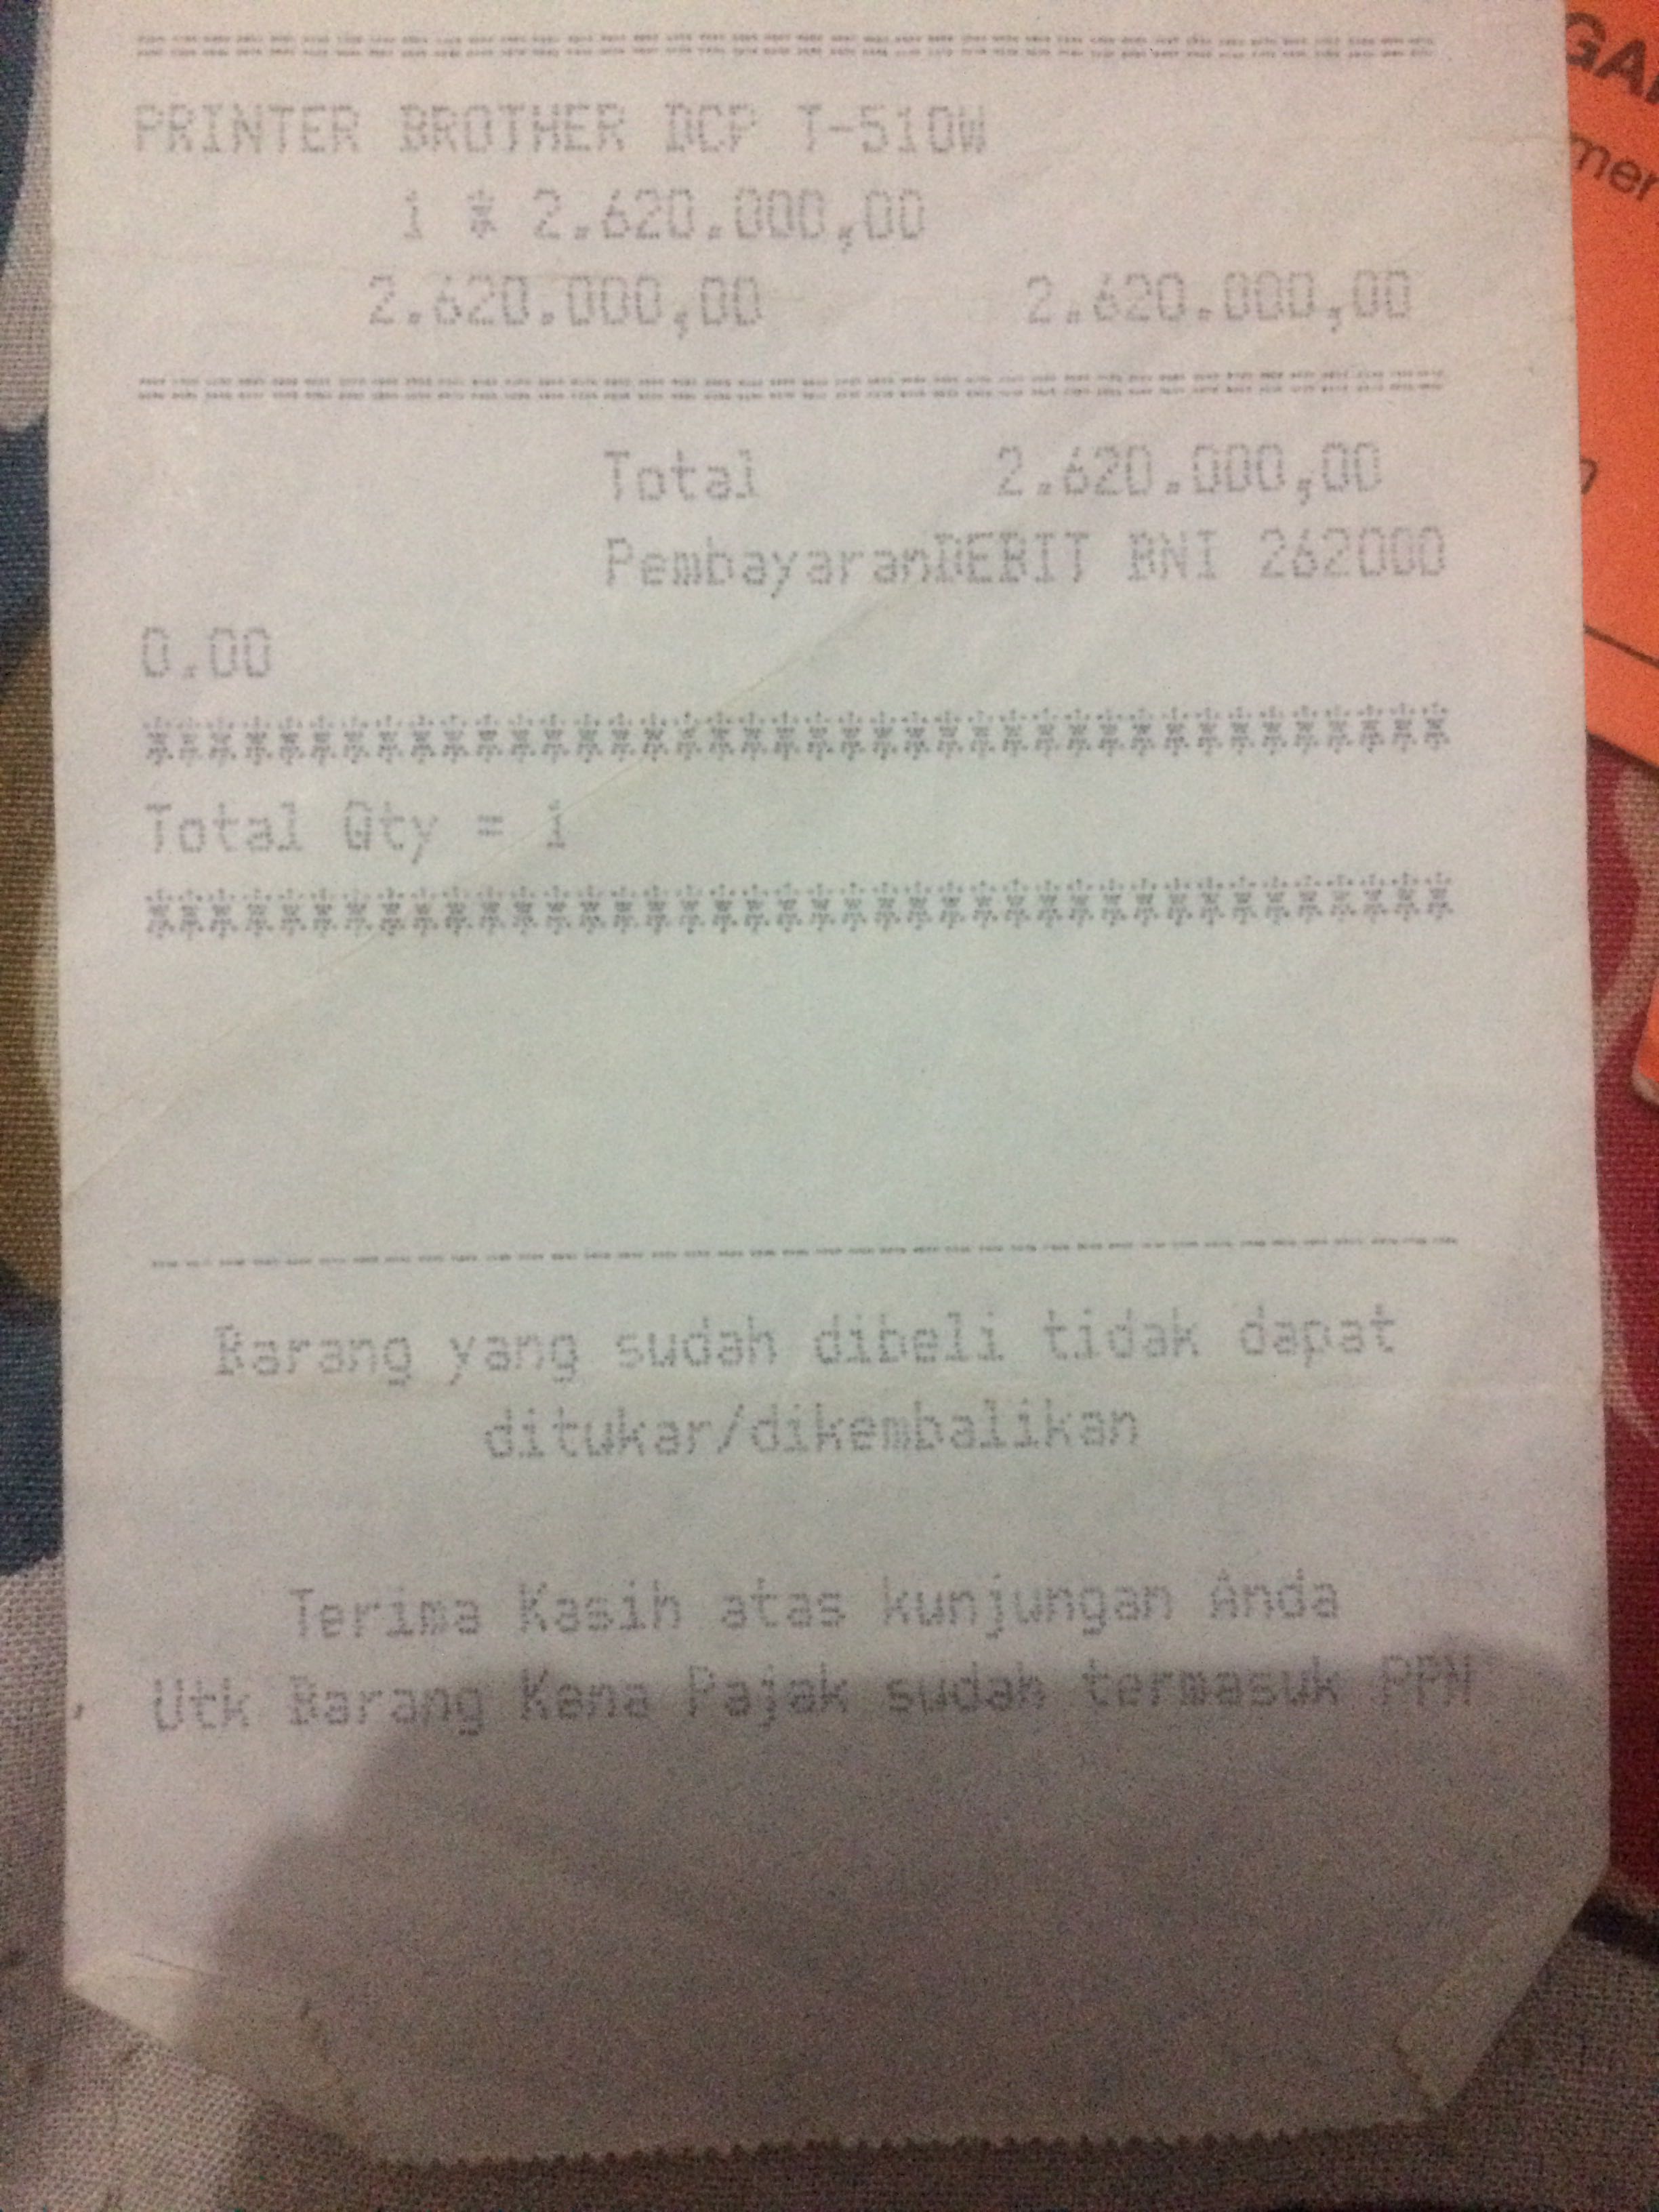 ================================
PRINTER BROTHER DCP T-510W
1 * 2.620.000,00
2.620.000,00 2.620.000,00
================================
Total 2.620.000,00
PembayaranDEBIT BNI 262000
0.00
****************************************
Total Qty = 1
****************************************
----------------------------------------
Barang yang sudah dibeli tidak dapat
ditukar/dikembalikan
Terima Kasih atas kunjungan Anda
Utk Barang Kena Pajak sudah termasuk PPN